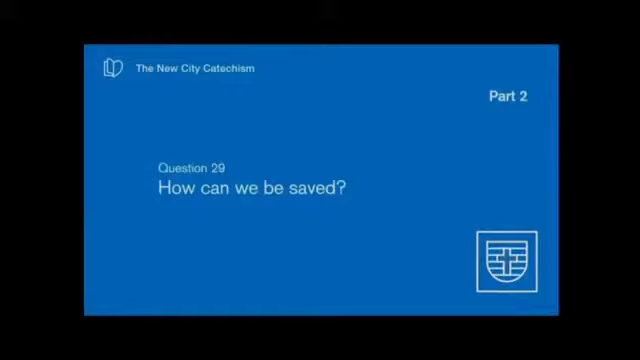 The New City Catechism
Part 2
Question 29
How can we be saved?